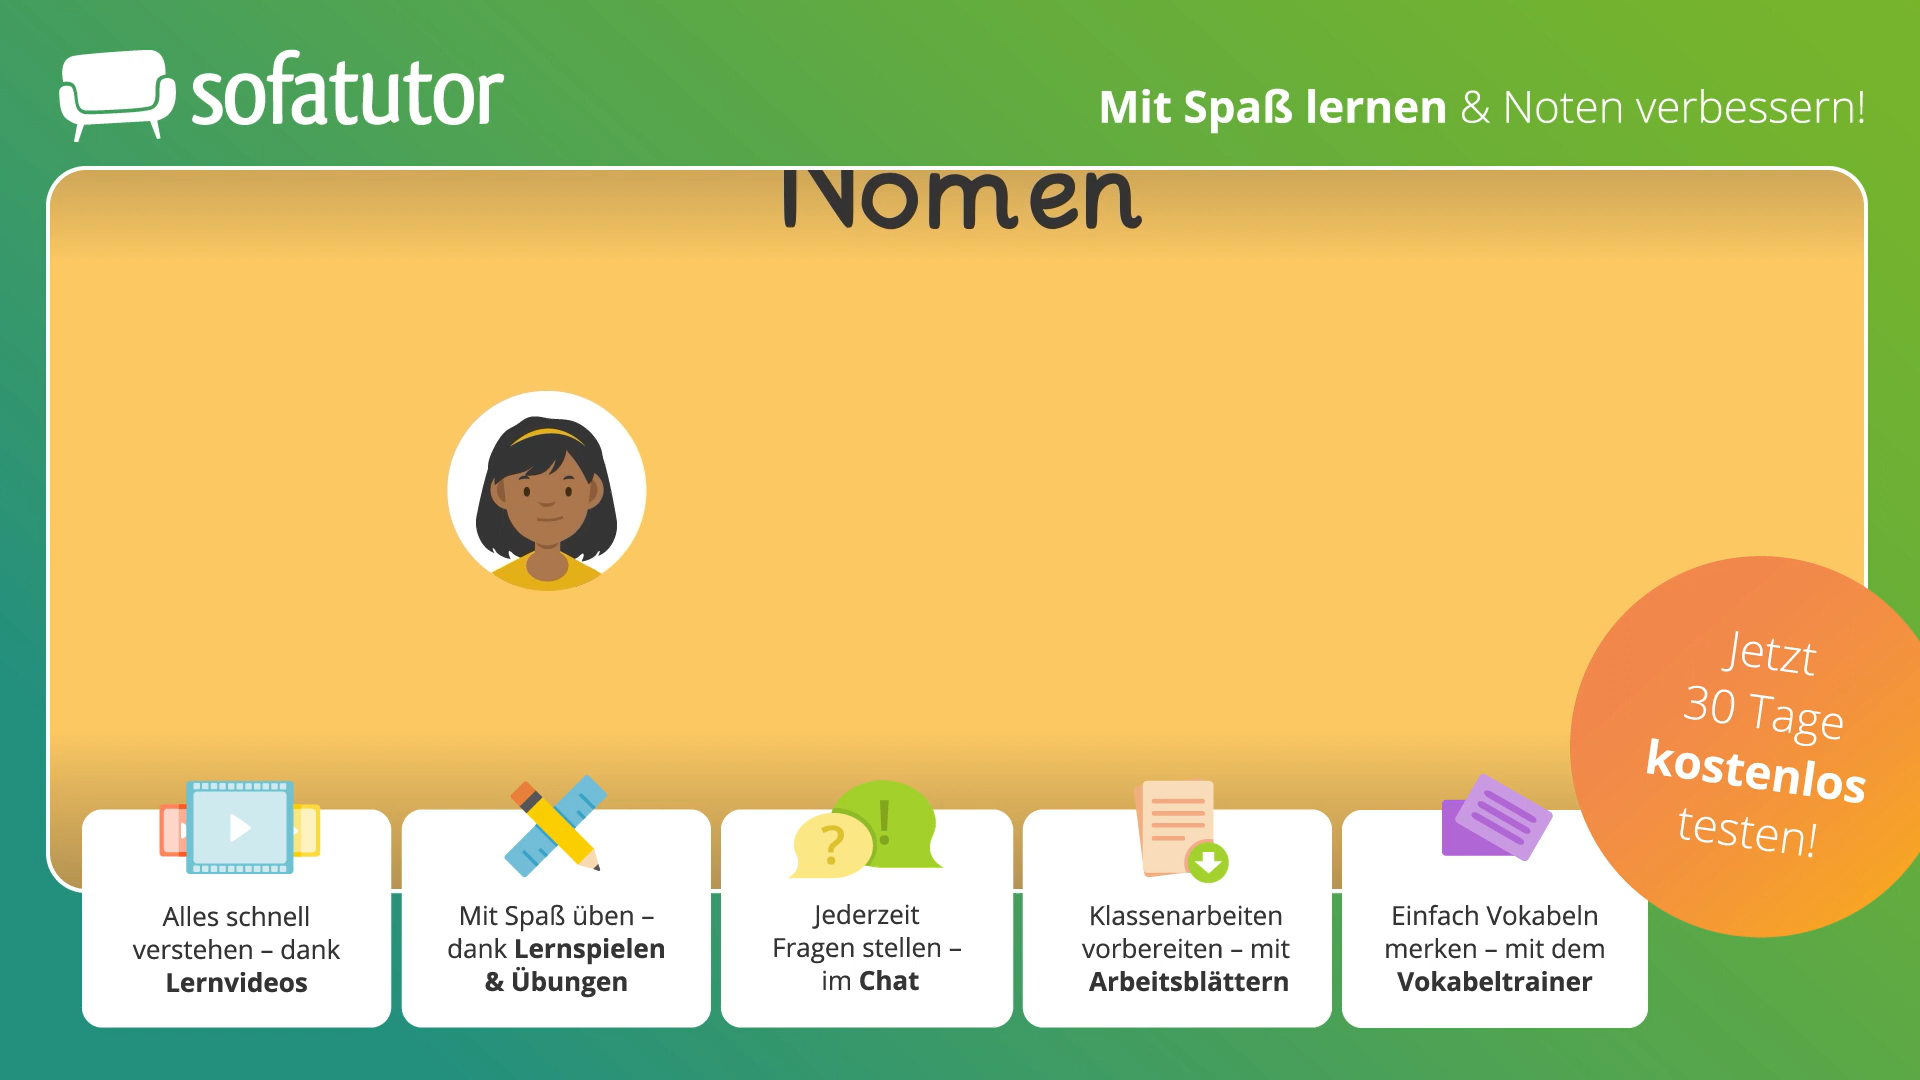 sofatutor
Mit Spaß lernen & Noten verbessern!
Nomen
Jetzt
30 Tage
kostenlos
testen!
Alles schnell
verstehen – dank
Lernvideos
Mit Spaß üben –
dank Lernspielen
& Übungen
Jederzeit
Fragen stellen –
im Chat
Klassenarbeiten
vorbereiten – mit
Arbeitsblättern
Einfach Vokabeln
merken – mit dem
Vokabeltrainer